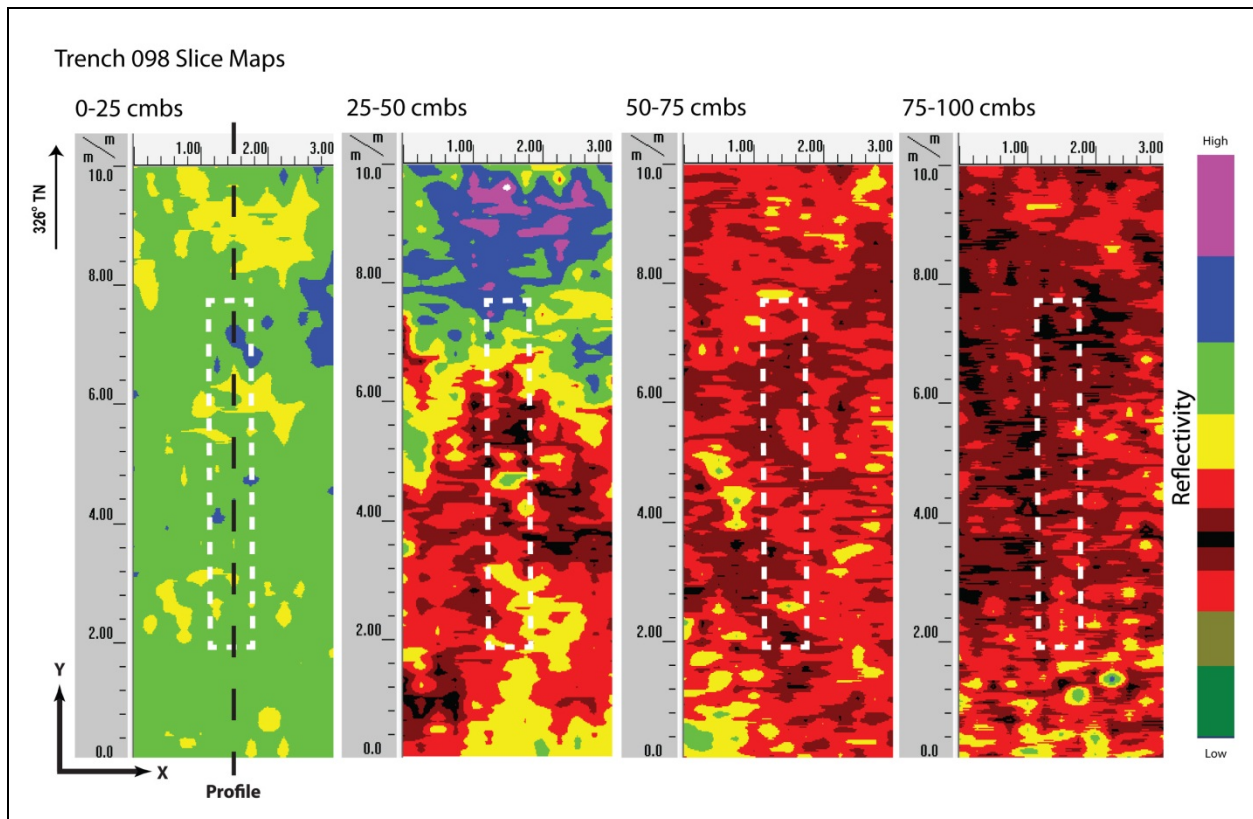 Trench 098 Slice Maps
0-25 cmbs
25-50 cmbs
50-75 cmbs
75-100 cmbs
326° TN
m
m
1.00
2.00
3.00
10.0
8.00
6.00
4.00
2.00
0.0
m
m
1.00
2.00
3.00
10.0
8.00
6.00
4.00
2.00
0.0
m
m
1.00
2.00
3.00
10.0
8.00
6.00
4.00
2.00
0.0
m
m
1.00
2.00
3.00
10.0
8.00
6.00
4.00
2.00
0.0
High
Reflectivity
Low
Y
X
Profile